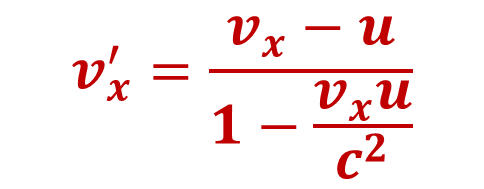 v′ₓ = (vₓ − u) / (1 − vₓu / c²)